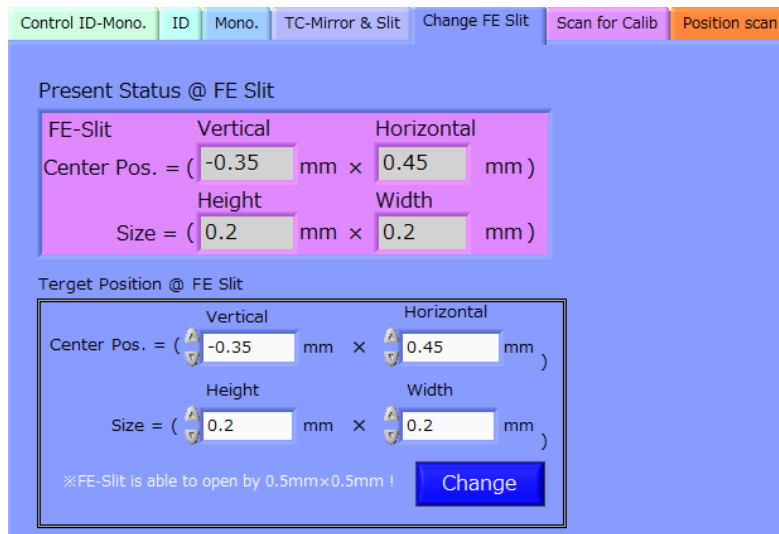 Control ID-Mono. ID Mono. TC-Mirror & Slit Change FE Slit Scan for Calib Position scan
Present Status @ FE Slit
FE-Slit Vertical Horizontal
Center Pos. = ( -0.35 mm × 0.45 mm )
Height Width
Size = ( 0.2 mm × 0.2 mm )
Terget Position @ FE Slit
Vertical Horizontal
Center Pos. = ( -0.35 mm × 0.45 mm )
Height Width
Size = ( 0.2 mm × 0.2 mm )
※FE-Slit is able to open by 0.5mm×0.5mm !
Change